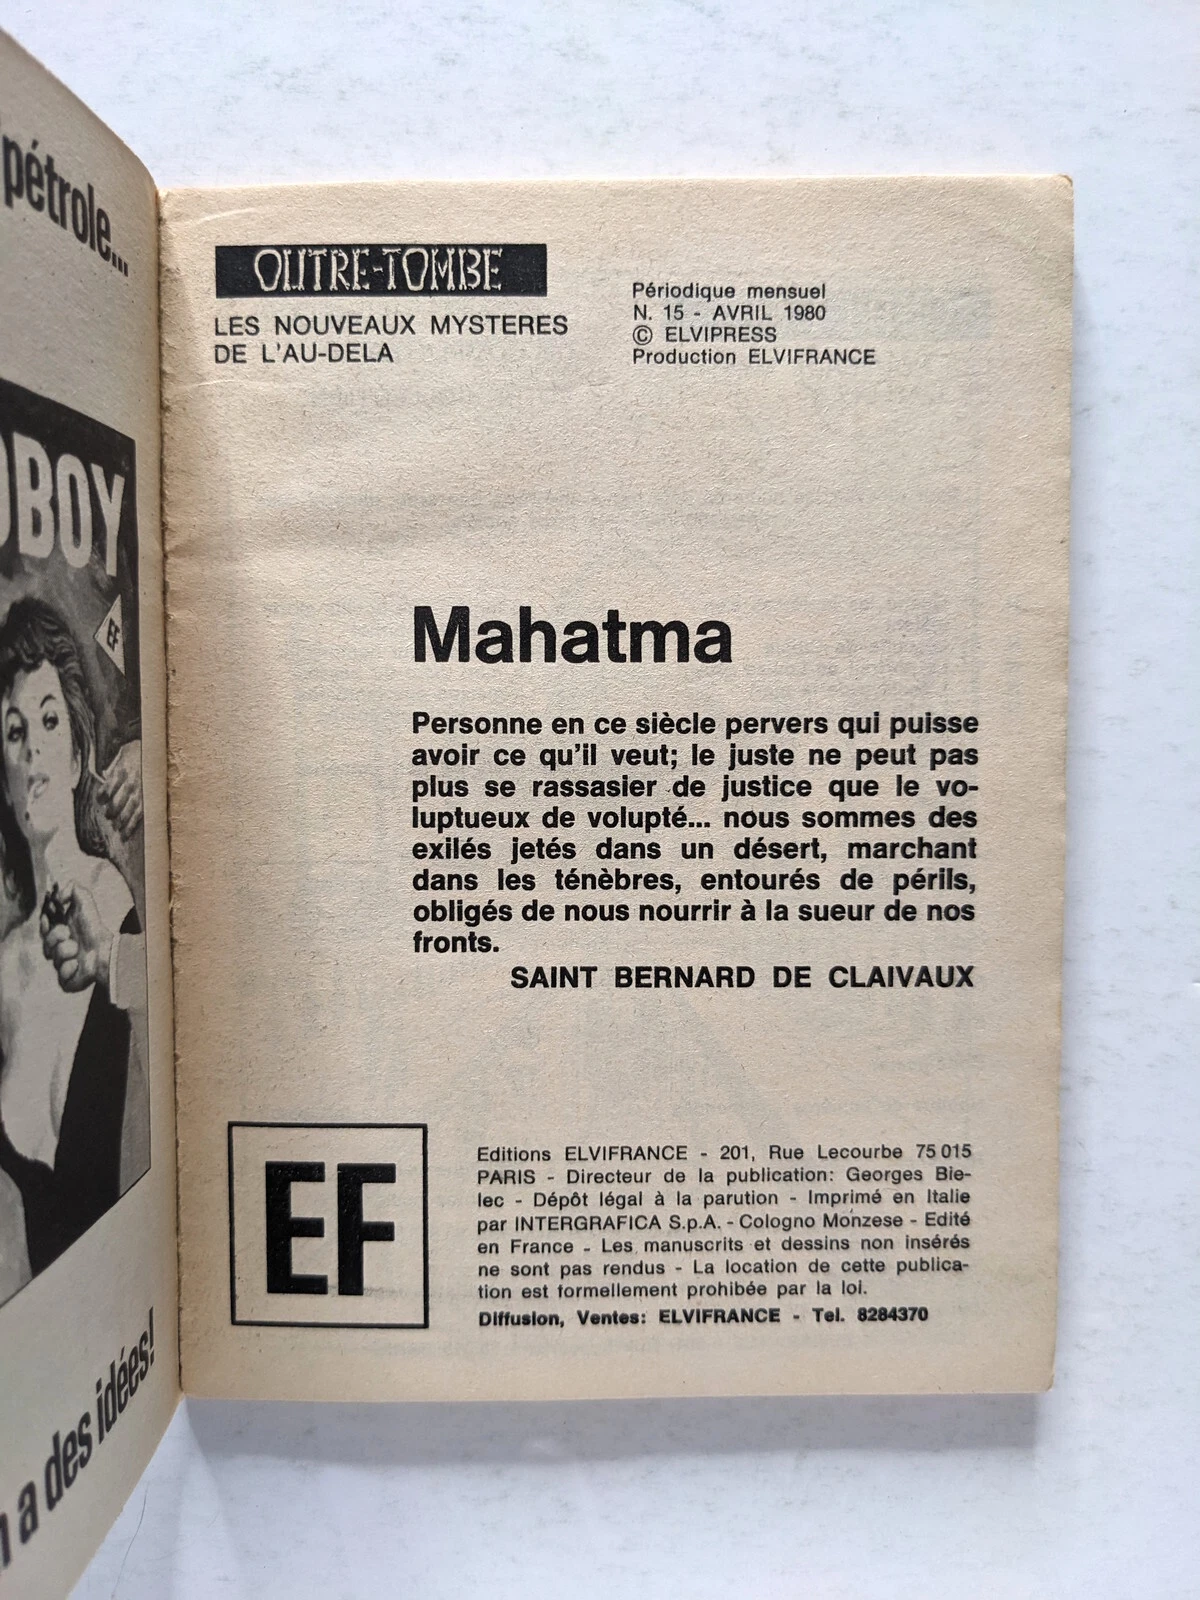 pétrole...
OUTRE-TOMBE
LES NOUVEAUX MYSTERES
DE L'AU-DELA
Périodique mensuel
N. 15 - AVRIL 1980
© ELVIPRESS
Production ELVIFRANCE
BOY
EF
Mahatma
Personne en ce siècle pervers qui puisse
avoir ce qu'il veut; le juste ne peut pas
plus se rassasier de justice que le vo-
luptueux de volupté... nous sommes des
exilés jetés dans un désert, marchant
dans les ténèbres, entourés de périls,
obligés de nous nourrir à la sueur de nos
fronts.
SAINT BERNARD DE CLAIVAUX
EF
Editions ELVIFRANCE - 201, Rue Lecourbe 75 015
PARIS - Directeur de la publication: Georges Bie-
lec - Dépôt légal à la parution - Imprimé en Italie
par INTERGRAFICA S.p.A. - Cologno Monzese - Edité
en France - Les manuscrits et dessins non insérés
ne sont pas rendus - La location de cette publica-
tion est formellement prohibée par la loi.
Diffusion, Ventes: ELVIFRANCE - Tel. 8284370
a des idées!